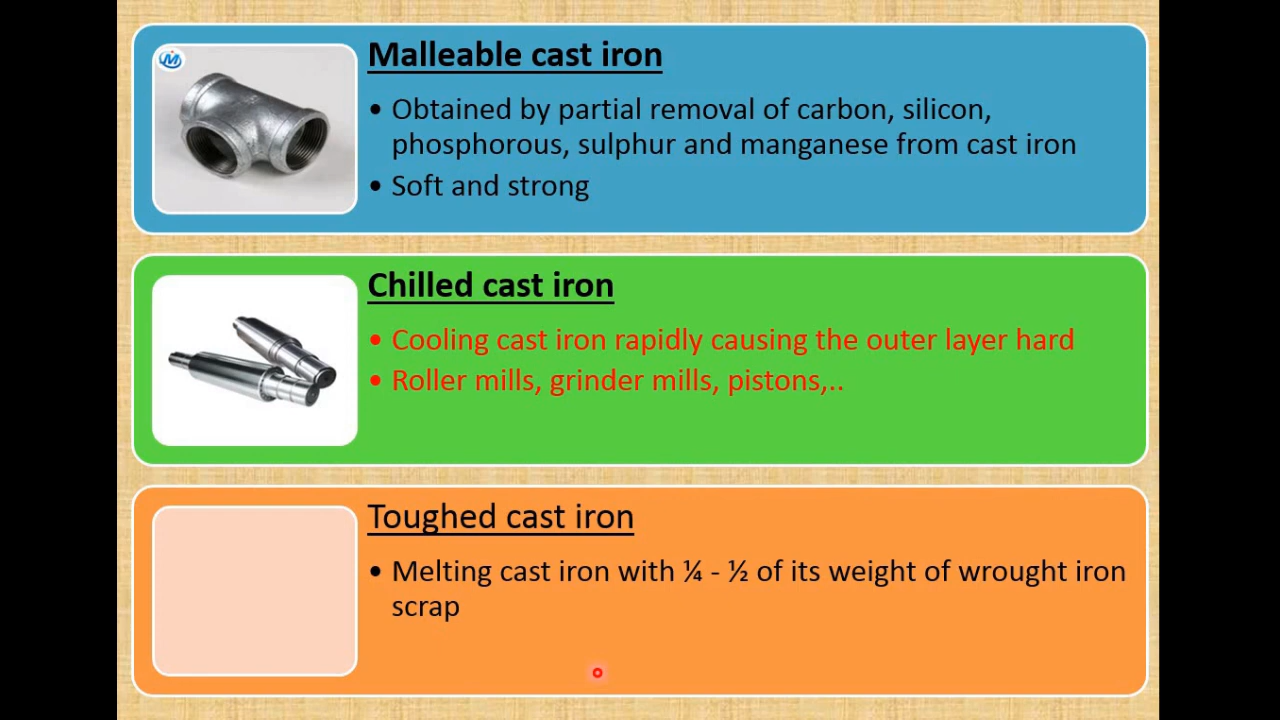 Malleable cast iron
• Obtained by partial removal of carbon, silicon,
phosphorous, sulphur and manganese from cast iron
• Soft and strong
Chilled cast iron
• Cooling cast iron rapidly causing the outer layer hard
• Roller mills, grinder mills, pistons,..
Toughed cast iron
• Melting cast iron with ¼ - ½ of its weight of wrought iron
scrap